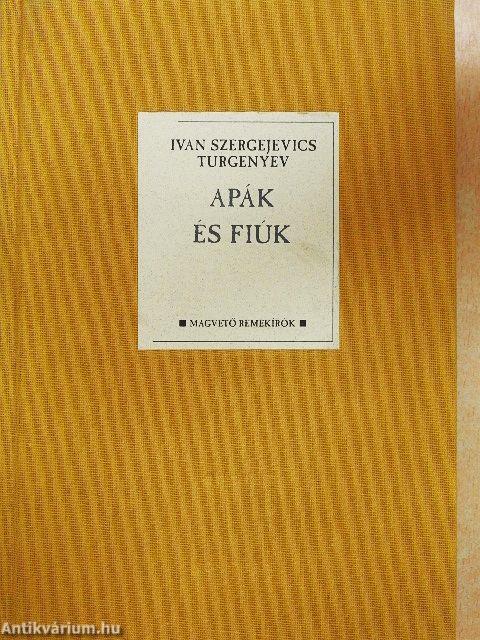 IVAN SZERGEJEVICS
TURGENYEV
APÁK
ÉS FIÚK
■ MAGVETŐ REMEKÍRÓK ■
Antikvárium.hu